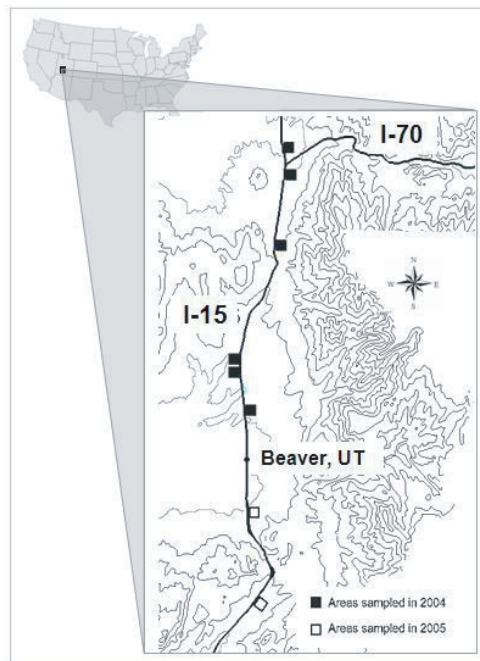 I-70
N
W E
S
I-15
Beaver, UT
Areas sampled in 2004
Areas sampled in 2005